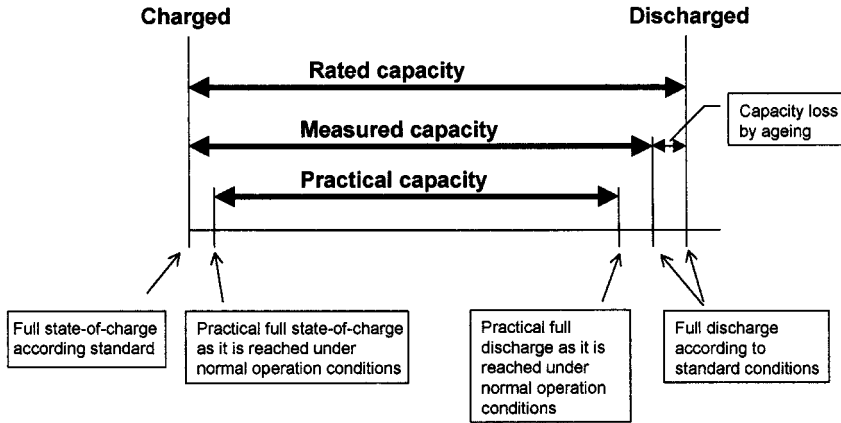 Charged
Discharged
Rated capacity
Capacity loss
by ageing
Measured capacity
Practical capacity
Full state-of-charge
according standard
Practical full state-of-charge
as it is reached under
normal operation conditions
Practical full
discharge as it is
reached under
normal operation
conditions
Full discharge
according to
standard conditions